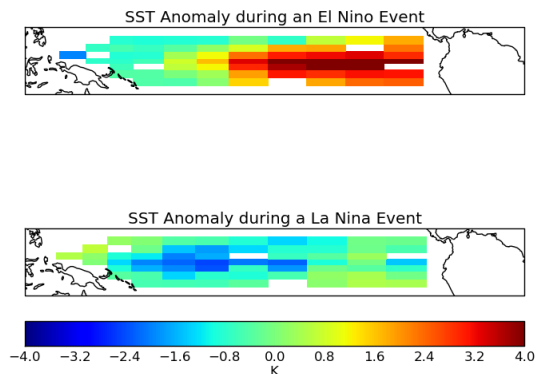 SST Anomaly during an El Nino Event
SST Anomaly during a La Nina Event
−4.0 −3.2 −2.4 −1.6 −0.8 0.0 0.8 1.6 2.4 3.2 4.0
K